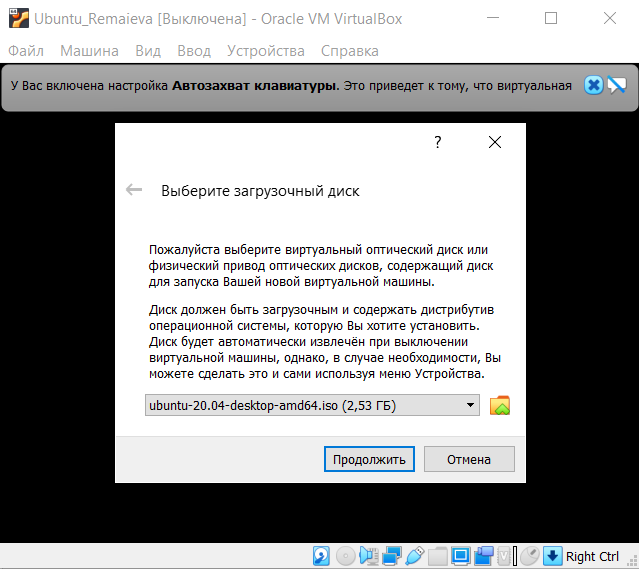 Ubuntu_Remaieva [Выключена] - Oracle VM VirtualBox
Файл Машина Вид Ввод Устройства Справка
У Вас включена настройка Автозахват клавиатуры. Это приведет к тому, что виртуальная
?
Выберите загрузочный диск
Пожалуйста выберите виртуальный оптический диск или
физический привод оптических дисков, содержащий диск
для запуска Вашей новой виртуальной машины.
Диск должен быть загрузочным и содержать дистрибутив
операционной системы, которую Вы хотите установить.
Диск будет автоматически извлечён при выключении
виртуальной машины, однако, в случае необходимости, Вы
можете сделать это и сами используя меню Устройства.
ubuntu-20.04-desktop-amd64.iso (2,53 ГБ)
Продолжить Отмена
Right Ctrl